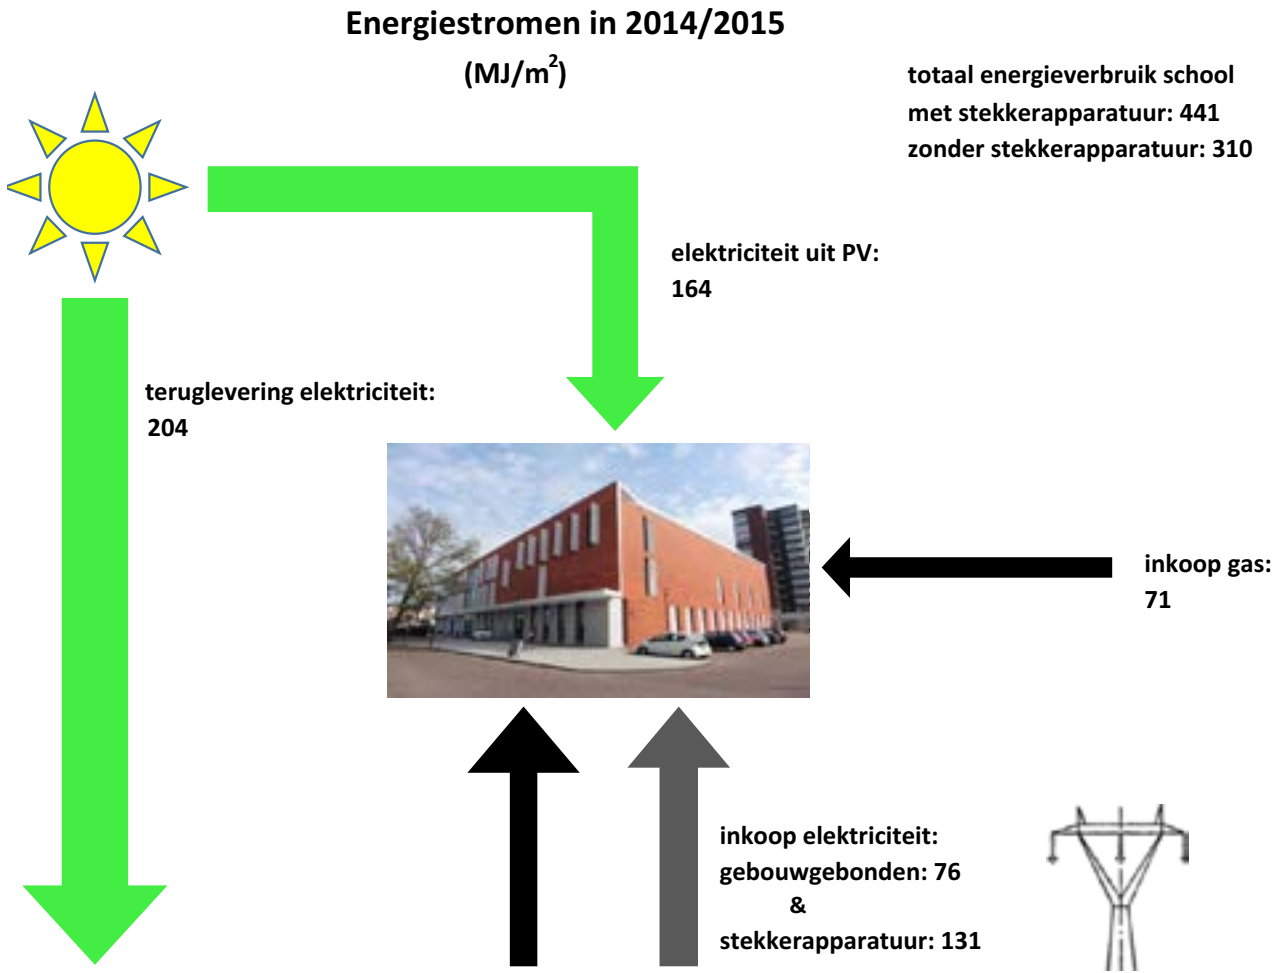 Energiestromen in 2014/2015
(MJ/m²)
totaal energieverbruik school
met stekkerapparatuur: 441
zonder stekkerapparatuur: 310
elektriciteit uit PV:
164
teruglevering elektriciteit:
204
inkoop gas:
71
inkoop elektriciteit:
gebouwgebonden: 76
&
stekkerapparatuur: 131